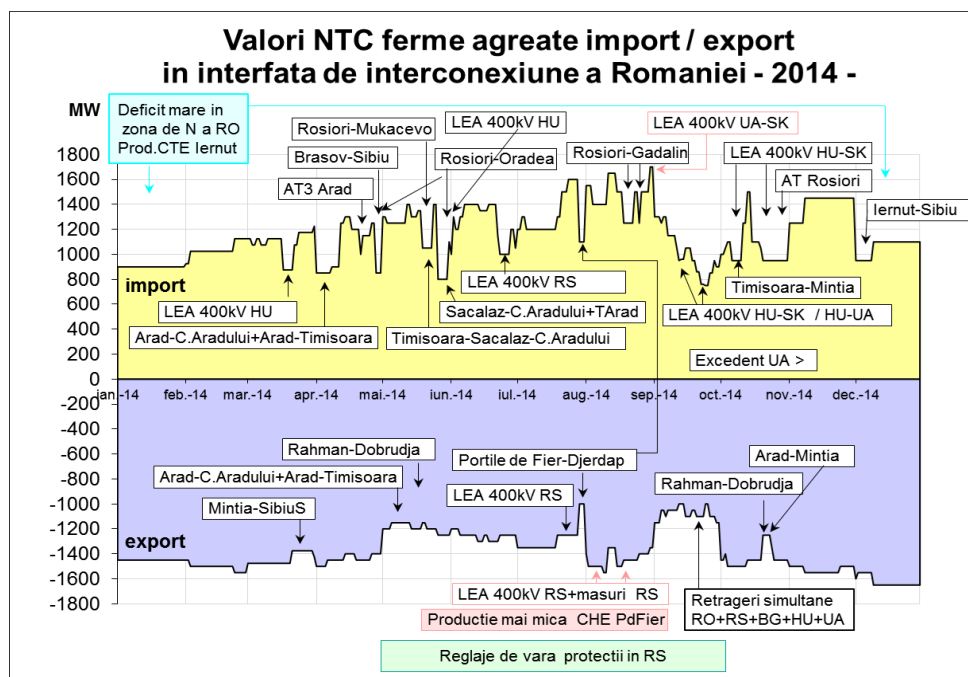 Valori NTC ferme agreate import / export
in interfata de interconexiune a Romaniei - 2014 -
MW
Deficit mare in
zona de N a RO
Prod.CTE Iernut
Rosiori-Mukacevo
LEA 400kV HU
LEA 400kV UA-SK
Brasov-Sibiu
Rosiori-Oradea
Rosiori-Gadalin
LEA 400kV HU-SK
AT3 Arad
AT Rosiori
Iernut-Sibiu
1800
1600
1400
1200
1000
800
600
400
200
0
-200
-400
-600
-800
-1000
-1200
-1400
-1600
-1800
import
LEA 400kV HU
LEA 400kV RS
Timisoara-Mintia
Sacalaz-C.Aradului+TArad
LEA 400kV HU-SK / HU-UA
Arad-C.Aradului+Arad-Timisoara
Timisoara-Sacalaz-C.Aradului
Excedent UA >
ian.-14
feb.-14
mar.-14
apr.-14
mai.-14
iun.-14
iul.-14
aug.-14
sep.-14
oct.-14
nov.-14
dec.-14
Rahman-Dobrudja
Arad-C.Aradului+Arad-Timisoara
Portile de Fier-Djerdap
Arad-Mintia
LEA 400kV RS
Rahman-Dobrudja
Mintia-SibiuS
export
LEA 400kV RS+masuri RS
Productie mai mica CHE PdFier
Retrageri simultane
RO+RS+BG+HU+UA
Reglaje de vara protectii in RS